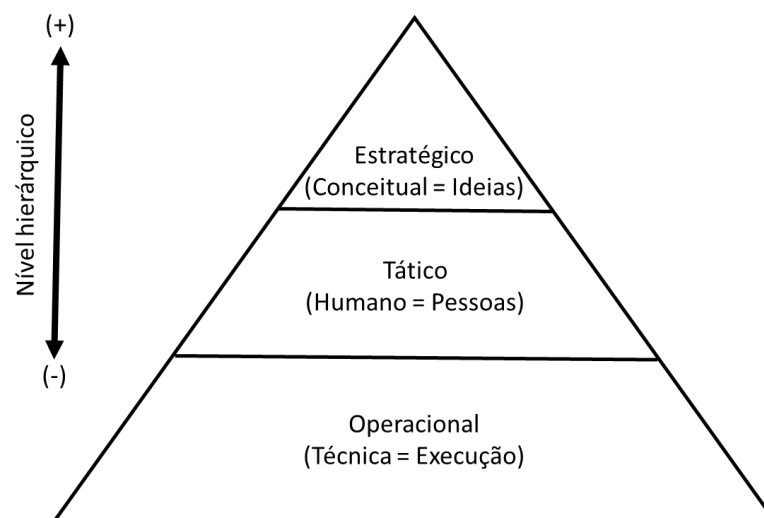 (+)
Nível hierárquico
(-)
Estratégico
(Conceitual = Ideias)
Tático
(Humano = Pessoas)
Operacional
(Técnica = Execução)